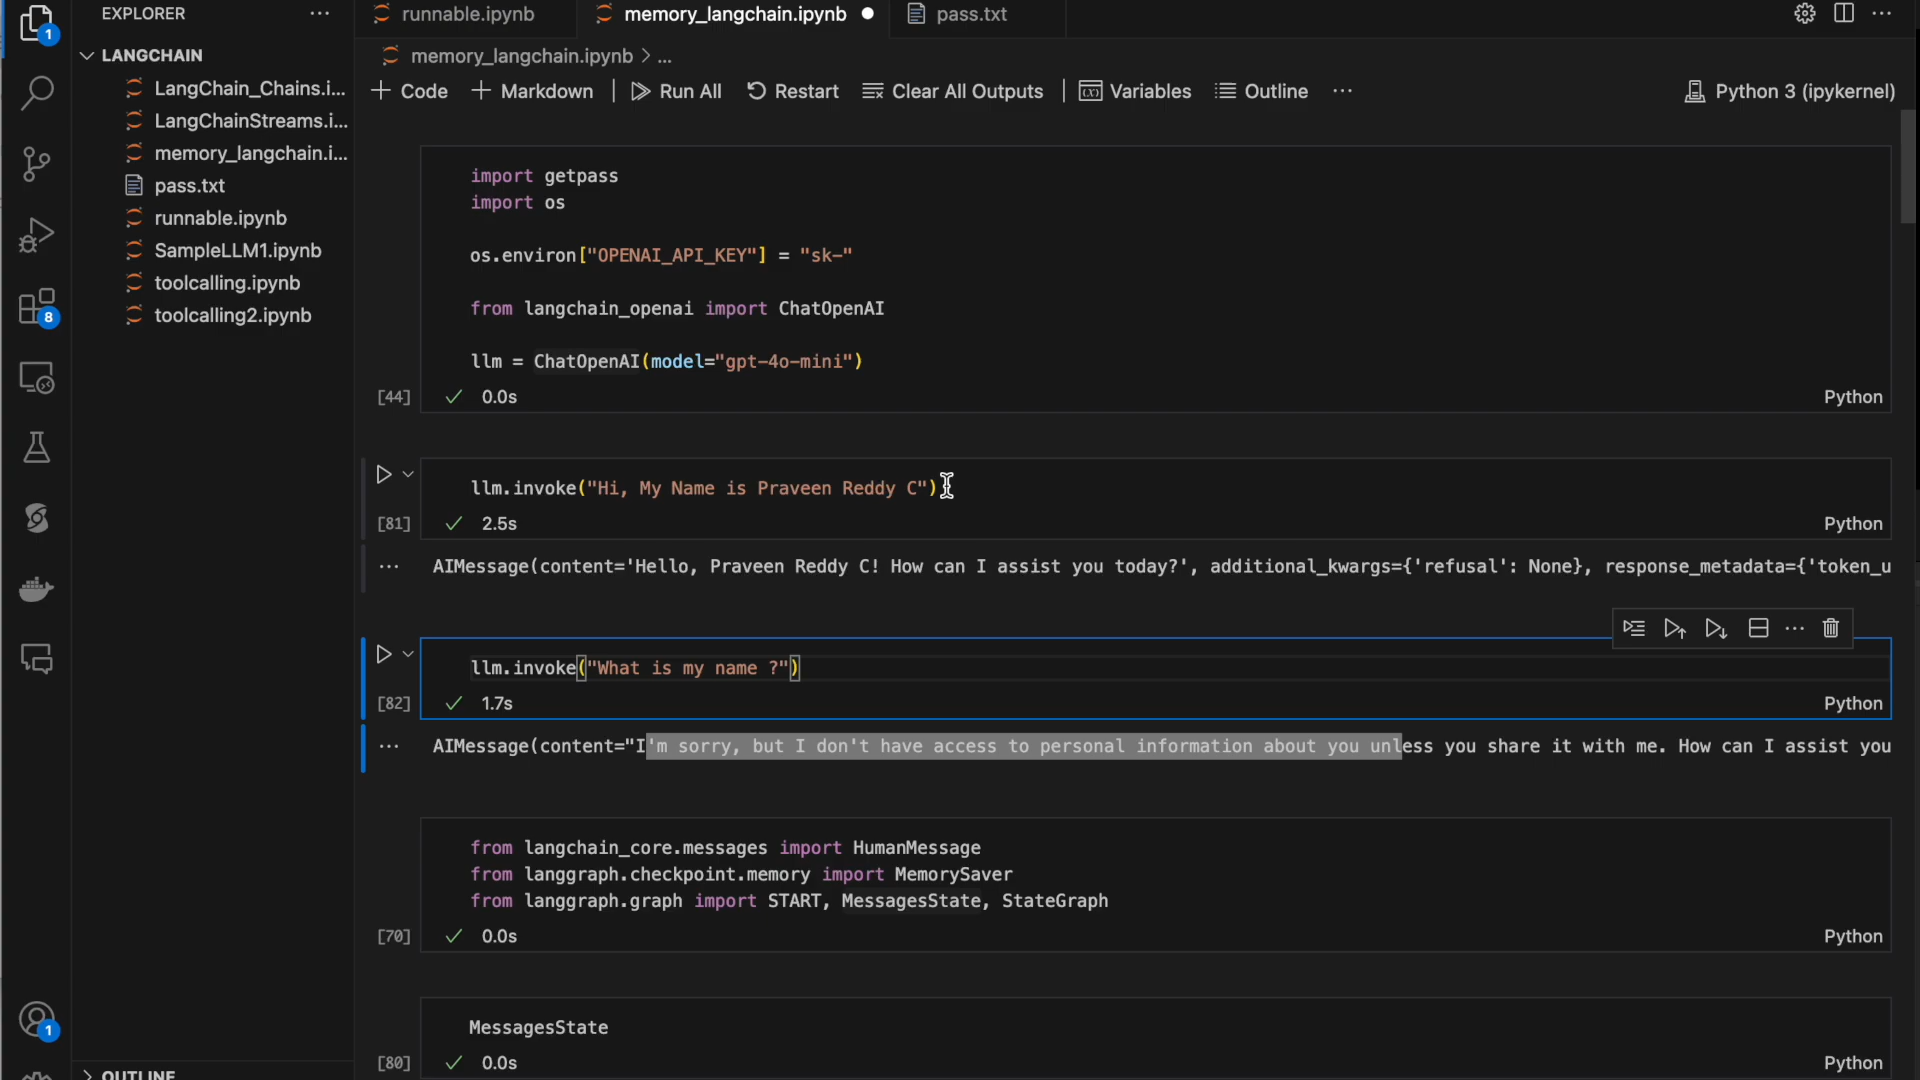 EXPLORER
LANGCHAIN
LangChain_Chains.i...
LangChainStreams.i...
memory_langchain.i...
pass.txt
runnable.ipynb
SampleLLM1.ipynb
toolcalling.ipynb
toolcalling2.ipynb
OUTLINE
1
8
1
runnable.ipynb
memory_langchain.ipynb
pass.txt
memory_langchain.ipynb > ...
Code
Markdown
Run All
Restart
Clear All Outputs
Variables
Outline
Python 3 (ipykernel)
import getpass
import os
os.environ["OPENAI_API_KEY"] = "sk-"
from langchain_openai import ChatOpenAI
llm = ChatOpenAI(model="gpt-4o-mini")
[44] 0.0s Python
llm.invoke("Hi, My Name is Praveen Reddy C")
[81] 2.5s Python
AIMessage(content='Hello, Praveen Reddy C! How can I assist you today?', additional_kwargs={'refusal': None}, response_metadata={'token_u
llm.invoke("What is my name ?")
[82] 1.7s Python
AIMessage(content="I'm sorry, but I don't have access to personal information about you unless you share it with me. How can I assist you
from langchain_core.messages import HumanMessage
from langgraph.checkpoint.memory import MemorySaver
from langgraph.graph import START, MessagesState, StateGraph
[70] 0.0s Python
MessagesState
[80] 0.0s Python